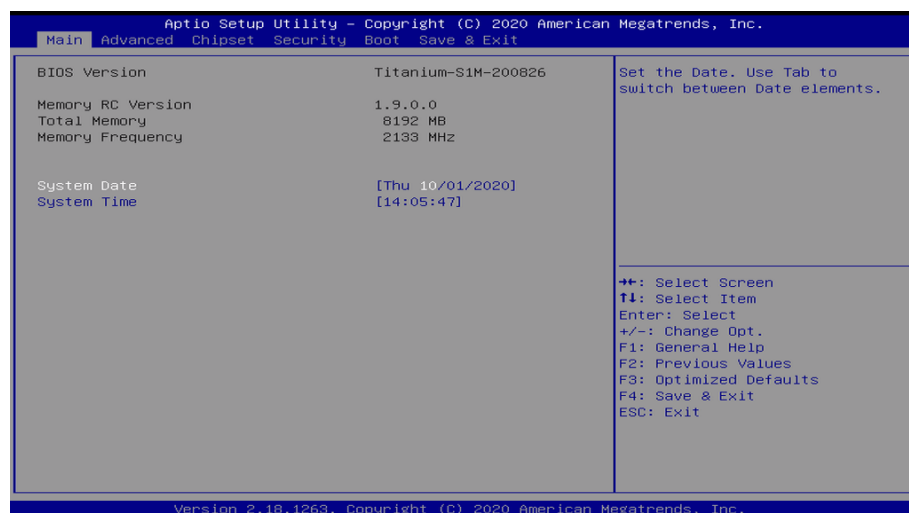 Aptio Setup Utility – Copyright (C) 2020 American Megatrends, Inc.
Main Advanced Chipset Security Boot Save & Exit
BIOS Version Titanium-S1M-200826
Memory RC Version 1.9.0.0
Total Memory 8192 MB
Memory Frequency 2133 MHz
System Date [Thu 10/01/2020]
System Time [14:05:47]
Set the Date. Use Tab to
switch between Date elements.
→←: Select Screen
↑↓: Select Item
Enter: Select
+/-: Change Opt.
F1: General Help
F2: Previous Values
F3: Optimized Defaults
F4: Save & Exit
ESC: Exit
Version 2.18.1263. Copyright (C) 2020 American Megatrends, Inc.